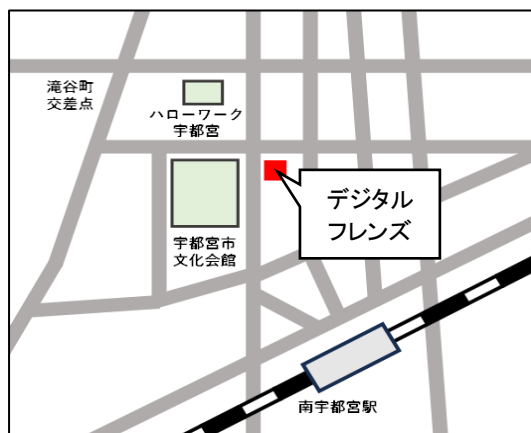 滝谷町
交差点
ハローワーク
宇都宮
デジタル
フレンズ
宇都宮市
文化会館
南宇都宮駅